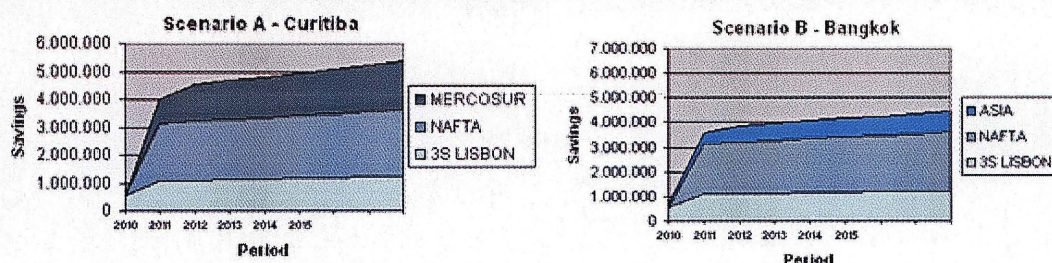 Scenario A - Curitiba
6.000.000
5.000.000
4.000.000
3.000.000
2.000.000
1.000.000
0
Savings
2010 2011 2012 2013 2014 2015
Period
MERCOSUR
NAFTA
3S LISBON
Scenario B - Bangkok
7.000.000
6.000.000
5.000.000
4.000.000
3.000.000
2.000.000
1.000.000
0
Savings
2010 2011 2012 2013 2014 2015
Period
ASIA
NAFTA
3S LISBON